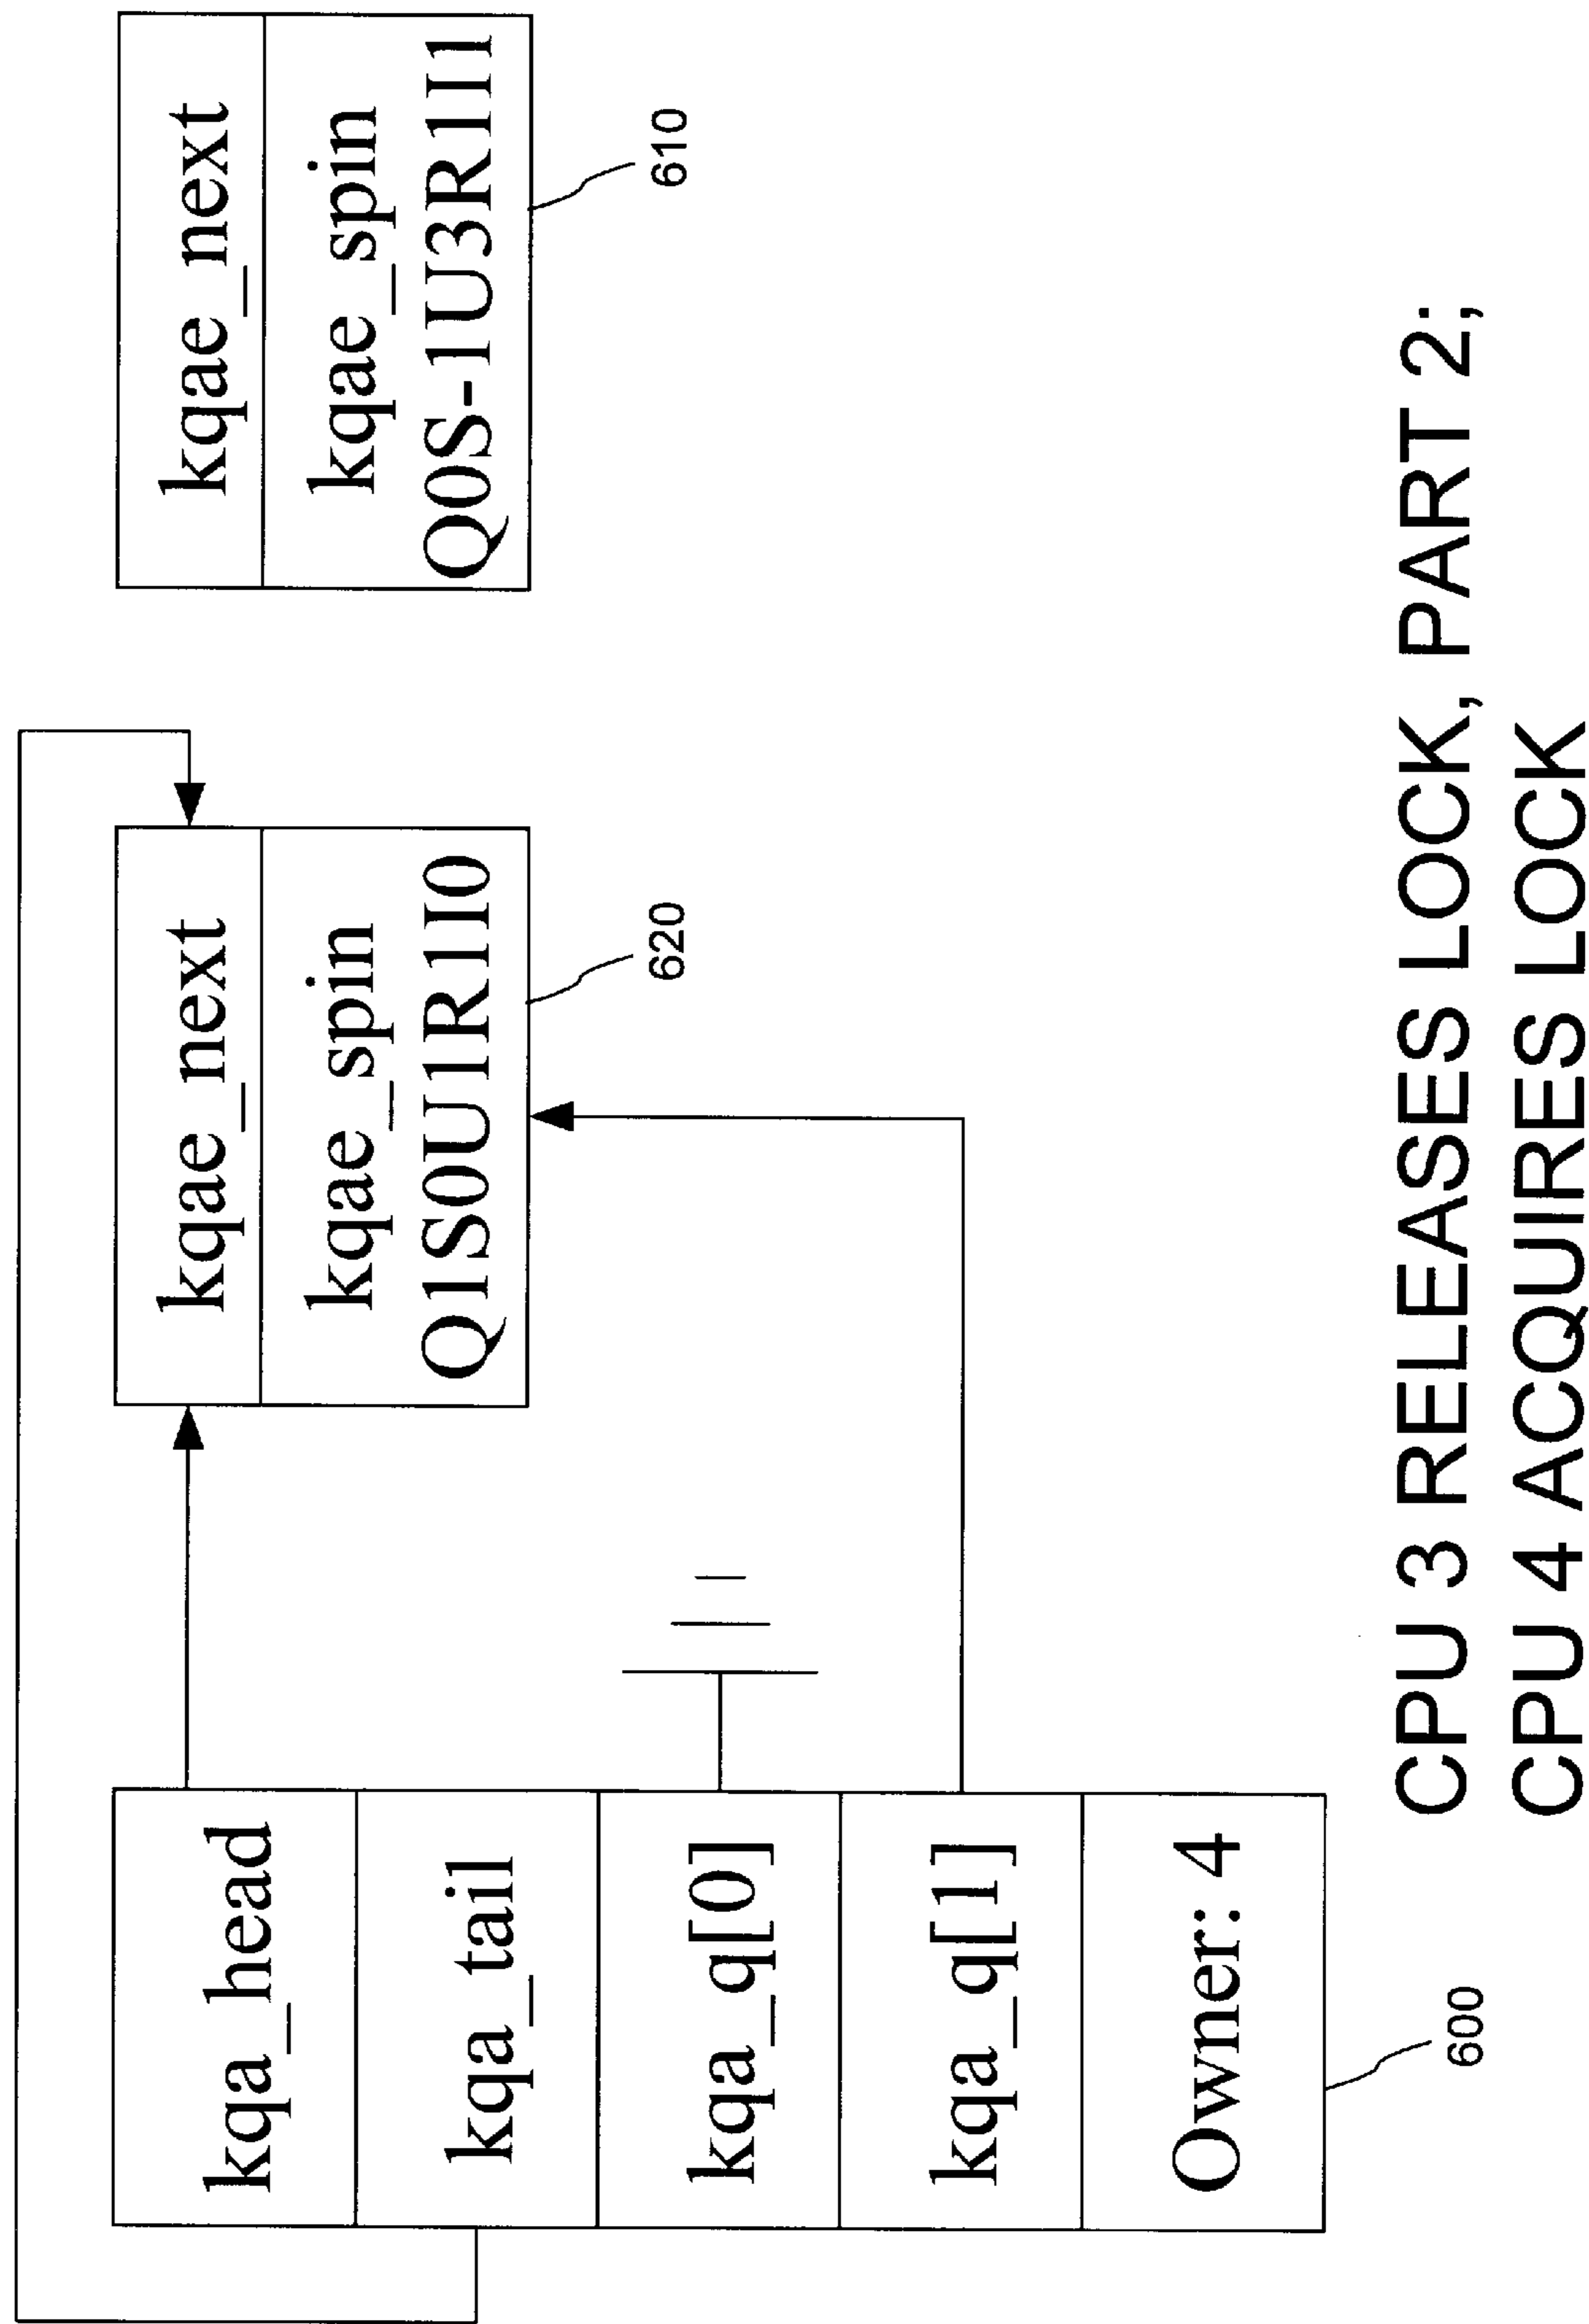 kqa_head
kqa_tail
kqa_q[0]
kqa_q[1]
Owner: 4
600
kqae_next
kqae_spin
Q1S0U1R1I0
620
kqae_next
kqae_spin
Q0S-1U3R1I1
610
CPU 3 RELEASES LOCK, PART 2;
CPU 4 ACQUIRES LOCK